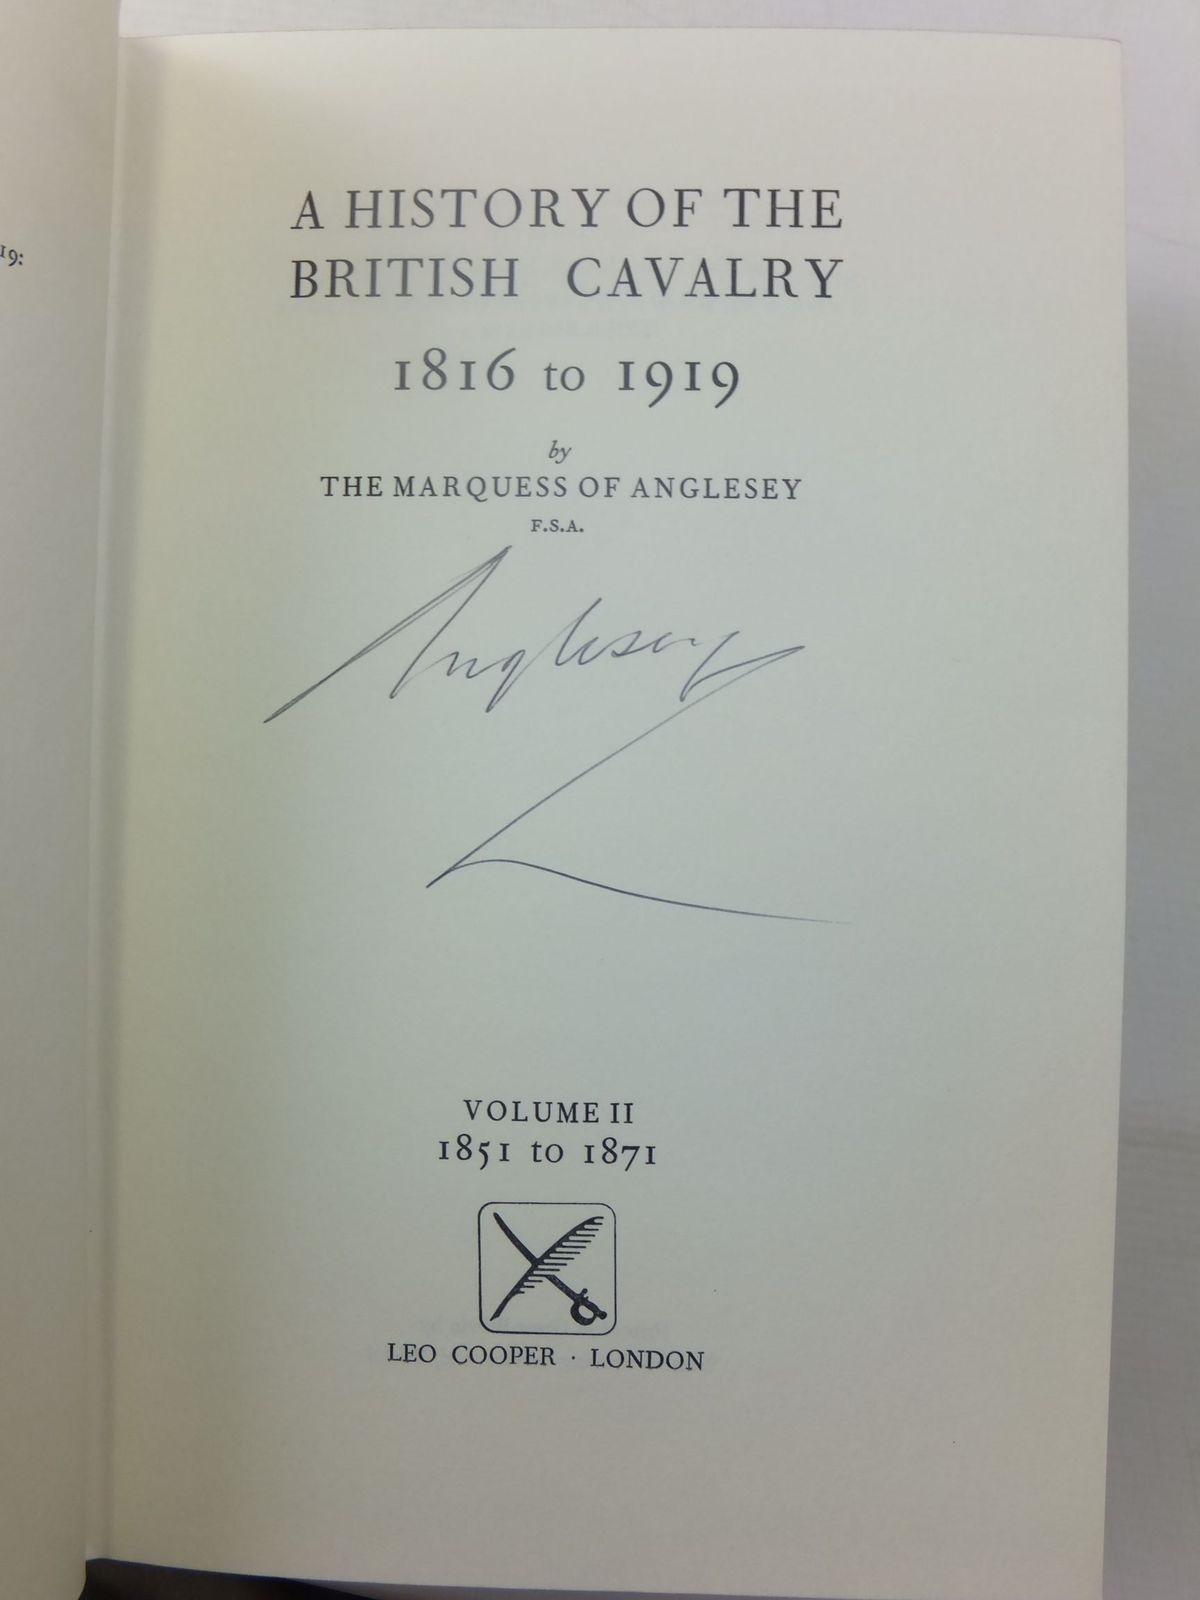 19:
A HISTORY OF THE
BRITISH CAVALRY
1816 to 1919
by
THE MARQUESS OF ANGLESEY
F.S.A.
Anglesey
VOLUME II
1851 to 1871
LEO COOPER · LONDON